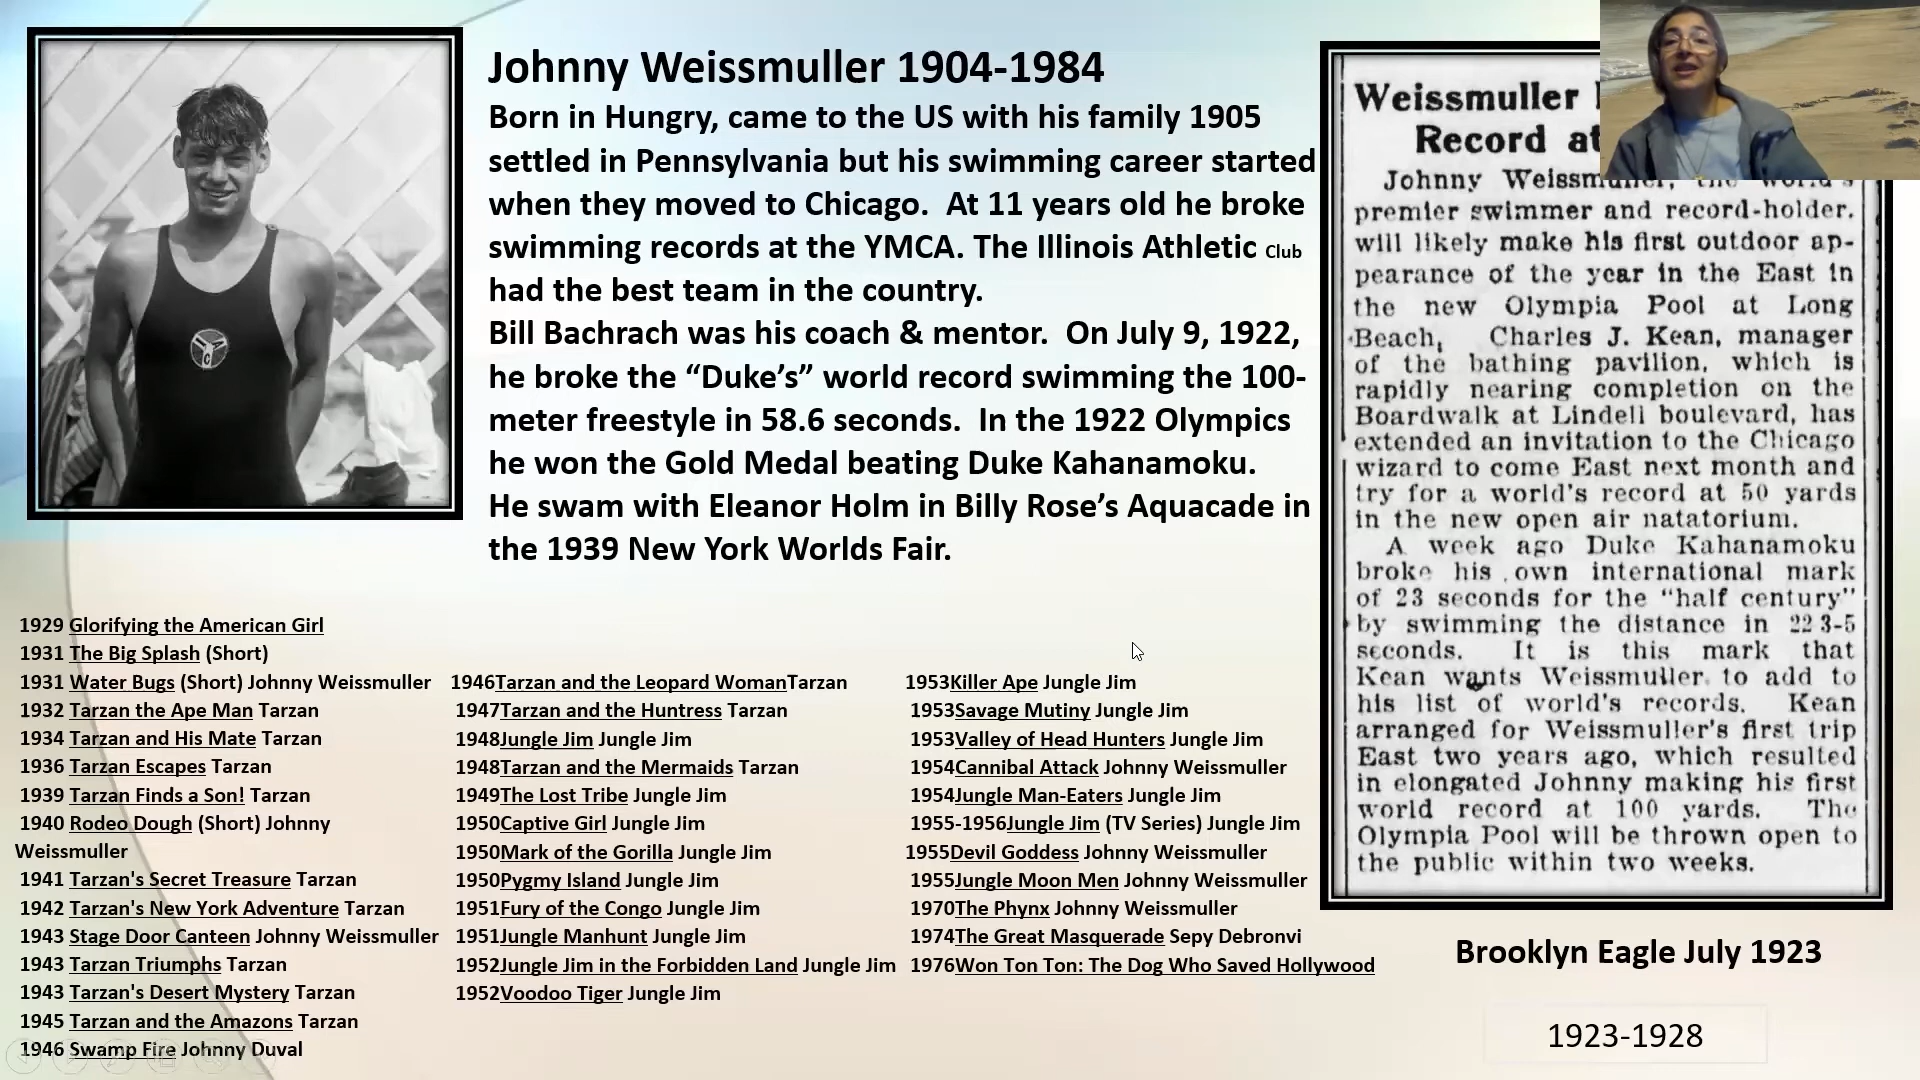 Johnny Weissmuller 1904-1984
Born in Hungry, came to the US with his family 1905
settled in Pennsylvania but his swimming career started
when they moved to Chicago. At 11 years old he broke
swimming records at the YMCA. The Illinois Athletic Club
had the best team in the country.
Bill Bachrach was his coach & mentor. On July 9, 1922,
he broke the “Duke’s” world record swimming the 100-
meter freestyle in 58.6 seconds. In the 1922 Olympics
he won the Gold Medal beating Duke Kahanamoku.
He swam with Eleanor Holm in Billy Rose’s Aquacade in
the 1939 New York Worlds Fair.
IAC
1929 Glorifying the American Girl
1931 The Big Splash (Short)
1931 Water Bugs (Short) Johnny Weissmuller
1932 Tarzan the Ape Man Tarzan
1934 Tarzan and His Mate Tarzan
1936 Tarzan Escapes Tarzan
1939 Tarzan Finds a Son! Tarzan
1940 Rodeo Dough (Short) Johnny
Weissmuller
1941 Tarzan's Secret Treasure Tarzan
1942 Tarzan's New York Adventure Tarzan
1943 Stage Door Canteen Johnny Weissmuller
1943 Tarzan Triumphs Tarzan
1943 Tarzan's Desert Mystery Tarzan
1945 Tarzan and the Amazons Tarzan
1946 Swamp Fire Johnny Duval
1946Tarzan and the Leopard WomanTarzan
1947Tarzan and the Huntress Tarzan
1948Jungle Jim Jungle Jim
1948Tarzan and the Mermaids Tarzan
1949The Lost Tribe Jungle Jim
1950Captive Girl Jungle Jim
1950Mark of the Gorilla Jungle Jim
1950Pygmy Island Jungle Jim
1951Fury of the Congo Jungle Jim
1951Jungle Manhunt Jungle Jim
1952Jungle Jim in the Forbidden Land Jungle Jim
1952Voodoo Tiger Jungle Jim
1953Killer Ape Jungle Jim
1953Savage Mutiny Jungle Jim
1953Valley of Head Hunters Jungle Jim
1954Cannibal Attack Johnny Weissmuller
1954Jungle Man-Eaters Jungle Jim
1955-1956Jungle Jim (TV Series) Jungle Jim
1955Devil Goddess Johnny Weissmuller
1955Jungle Moon Men Johnny Weissmuller
1970The Phynx Johnny Weissmuller
1974The Great Masquerade Sepy Debronvi
1976Won Ton Ton: The Dog Who Saved Hollywood
Weissmuller
Record at
Johnny Weissmuller, the world's
premier swimmer and record-holder.
will likely make his first outdoor ap-
pearance of the year in the East in
the new Olympia Pool at Long
Beach, Charles J. Kean, manager
of the bathing pavilion, which is
rapidly nearing completion on the
Boardwalk at Lindell boulevard, has
extended an invitation to the Chicago
wizard to come East next month and
try for a world's record at 50 yards
in the new open air natatorium.
A week ago Duke Kahanamoku
broke his own international mark
of 23 seconds for the "half century"
by swimming the distance in 22 3-5
seconds. It is this mark that
Kean wants Weissmuller to add to
his list of world's records. Kean
arranged for Weissmuller's first trip
East two years ago, which resulted
in elongated Johnny making his first
world record at 100 yards. The
Olympia Pool will be thrown open to
the public within two weeks.
Brooklyn Eagle July 1923
1923-1928